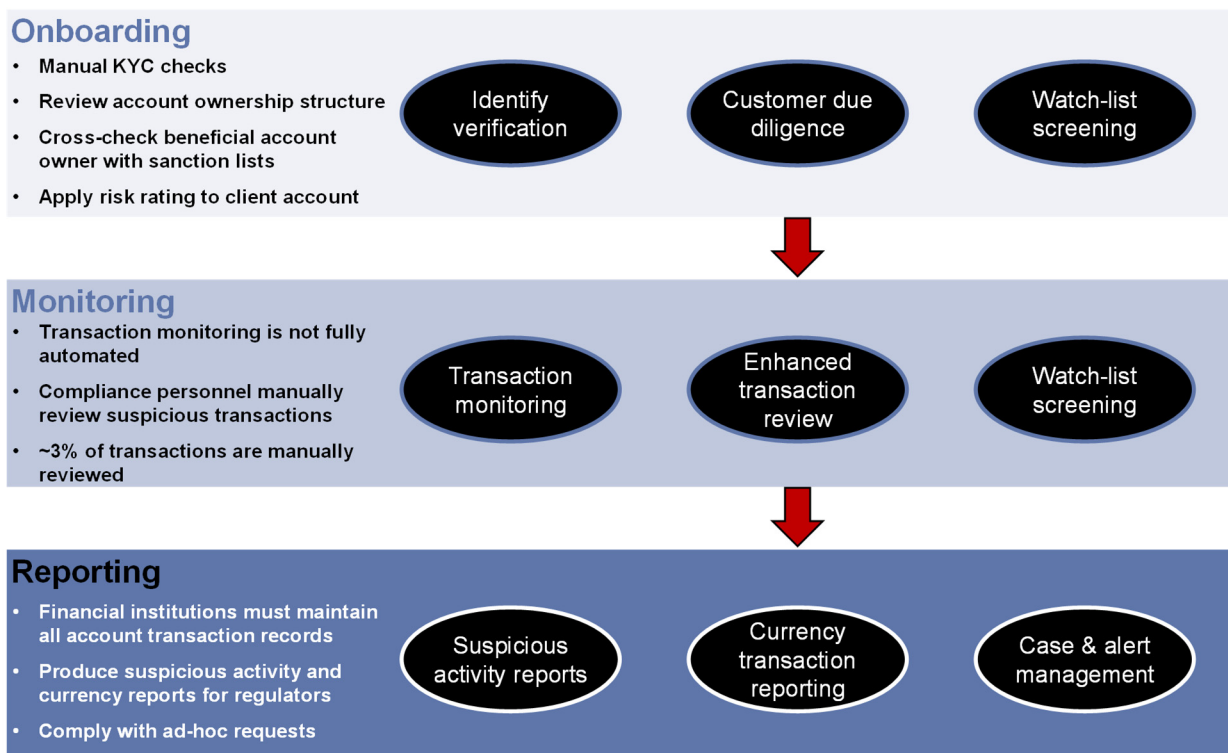 Onboarding
• Manual KYC checks
• Review account ownership structure
• Cross-check beneficial account
owner with sanction lists
• Apply risk rating to client account
Identify
verification
Customer due
diligence
Watch-list
screening
Monitoring
• Transaction monitoring is not fully
automated
• Compliance personnel manually
review suspicious transactions
• ~3% of transactions are manually
reviewed
Transaction
monitoring
Enhanced
transaction
review
Watch-list
screening
Reporting
• Financial institutions must maintain
all account transaction records
• Produce suspicious activity and
currency reports for regulators
• Comply with ad-hoc requests
Suspicious
activity reports
Currency
transaction
reporting
Case & alert
management